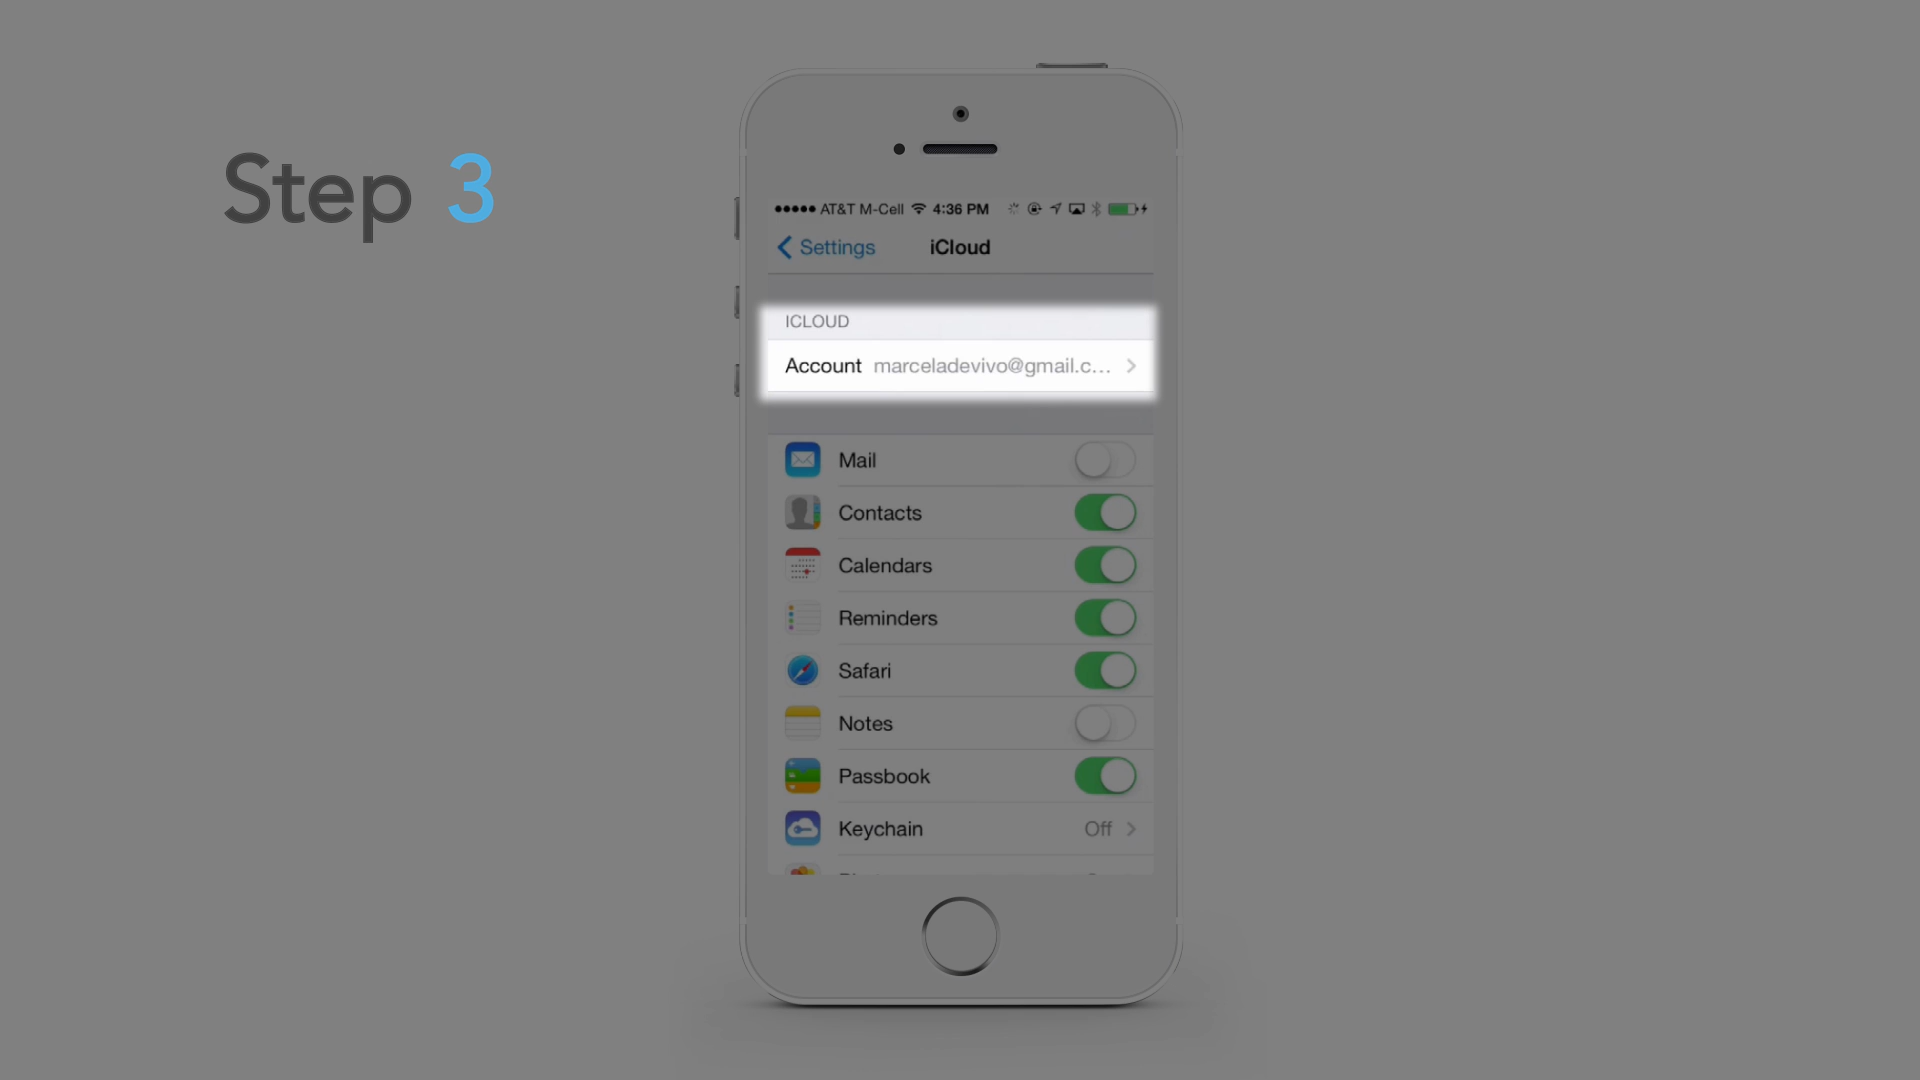 Step 3
AT&T M-Cell 4:36 PM
Settings iCloud
ICLOUD
Account marceladevivo@gmail.c...
Mail
Contacts
Calendars
Reminders
Safari
Notes
Passbook
Keychain Off